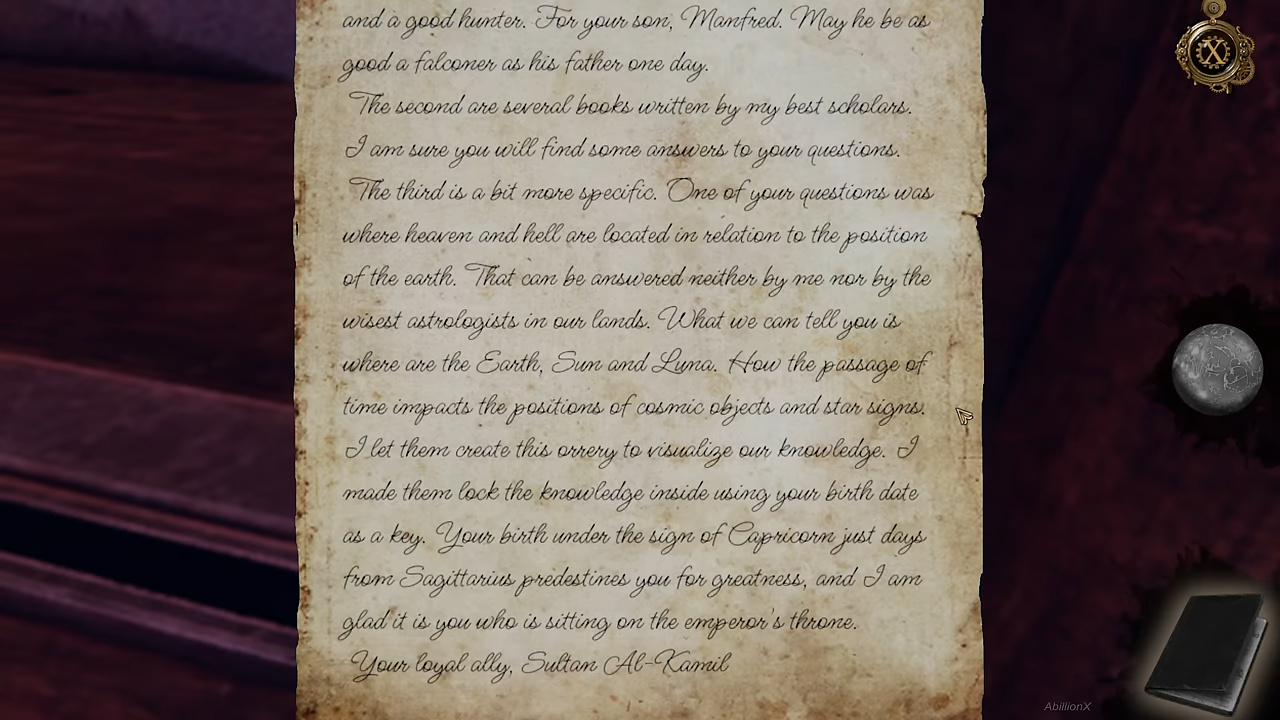 and a good hunter. For your son, Manfred. May he be as
good a falconer as his father one day.
The second are several books written by my best scholars.
I am sure you will find some answers to your questions.
The third is a bit more specific. One of your questions was
where heaven and hell are located in relation to the position
of the earth. That can be answered neither by me nor by the
wisest astrologists in our lands. What we can tell you is
where are the Earth, Sun and Luna. How the passage of
time impacts the positions of cosmic objects and star signs.
I let them create this orrery to visualize our knowledge. I
made them lock the knowledge inside using your birth date
as a key. Your birth under the sign of Capricorn just days
from Sagittarius predestines you for greatness, and I am
glad it is you who is sitting on the emperor's throne.
Your loyal ally, Sultan Al-Kamil
X
AbillionX